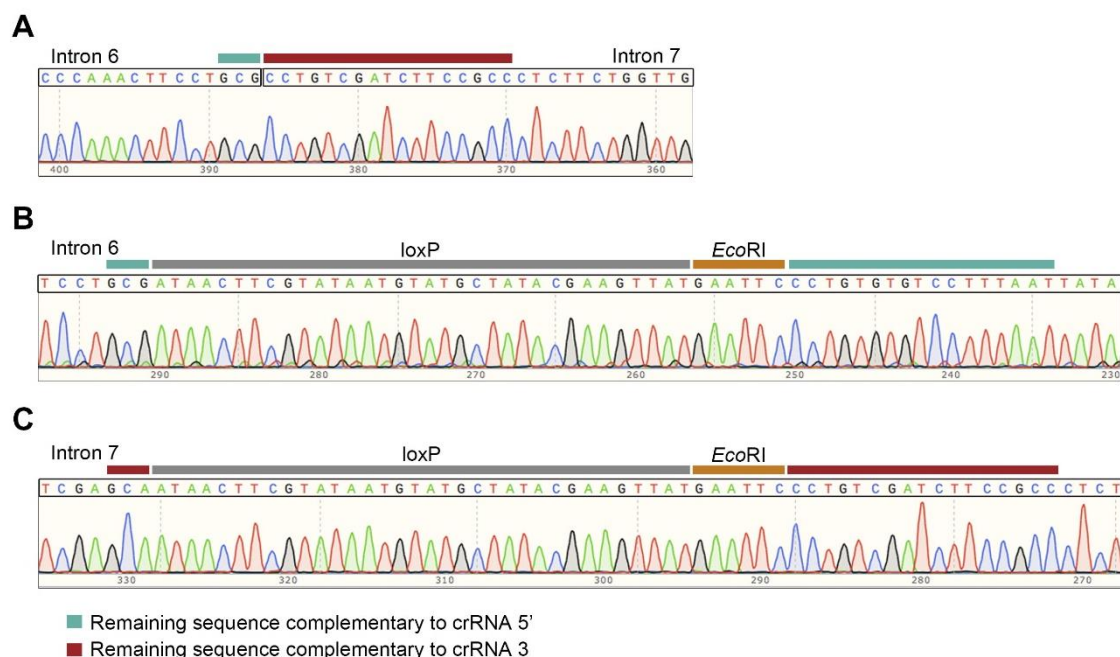 A
Intron 6 Intron 7
CCCAAACTTCCTGCGCCTGTCGATCTTCCGCCCTCTTCTGGTTG
400 390 380 370 360
B
Intron 6 loxP EcoRI
TCCTGCGATAACTTCGTATAATGTATGCTATACGAAGTTATGAATTCCCTGTGTGTCCTTTAATTATA
290 280 270 260 250 240 230
C
Intron 7 loxP EcoRI
TCGAGCAATAACTTCGTATAATGTATGCTATACGAAGTTATGAATTCCCTGTCGATCTTCCGCCCTCT
330 320 310 300 290 280 270
Remaining sequence complementary to crRNA 5’
Remaining sequence complementary to crRNA 3